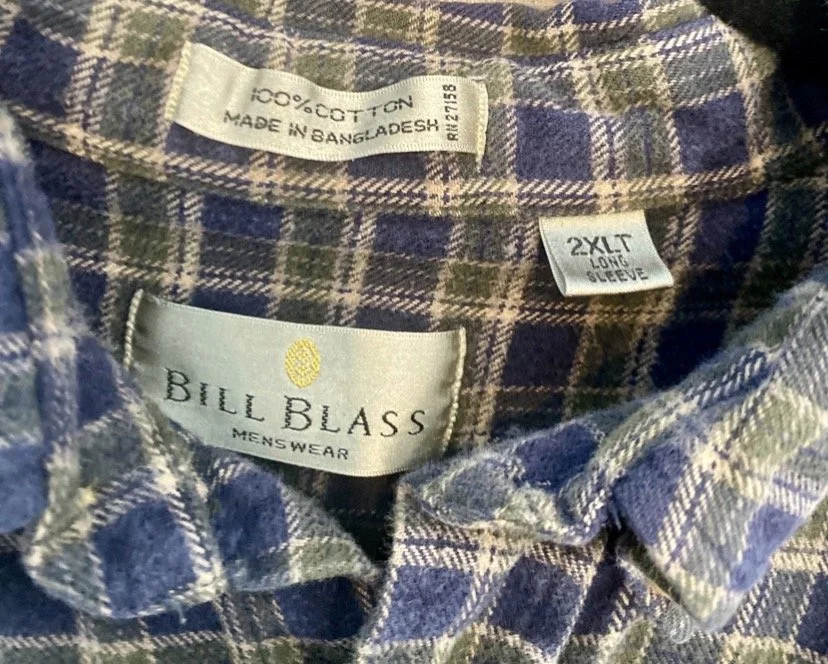 100% COTTON
MADE IN BANGLADESH
RN 27158
2XLT
LONG
SLEEVE
BILL BLASS
MENSWEAR